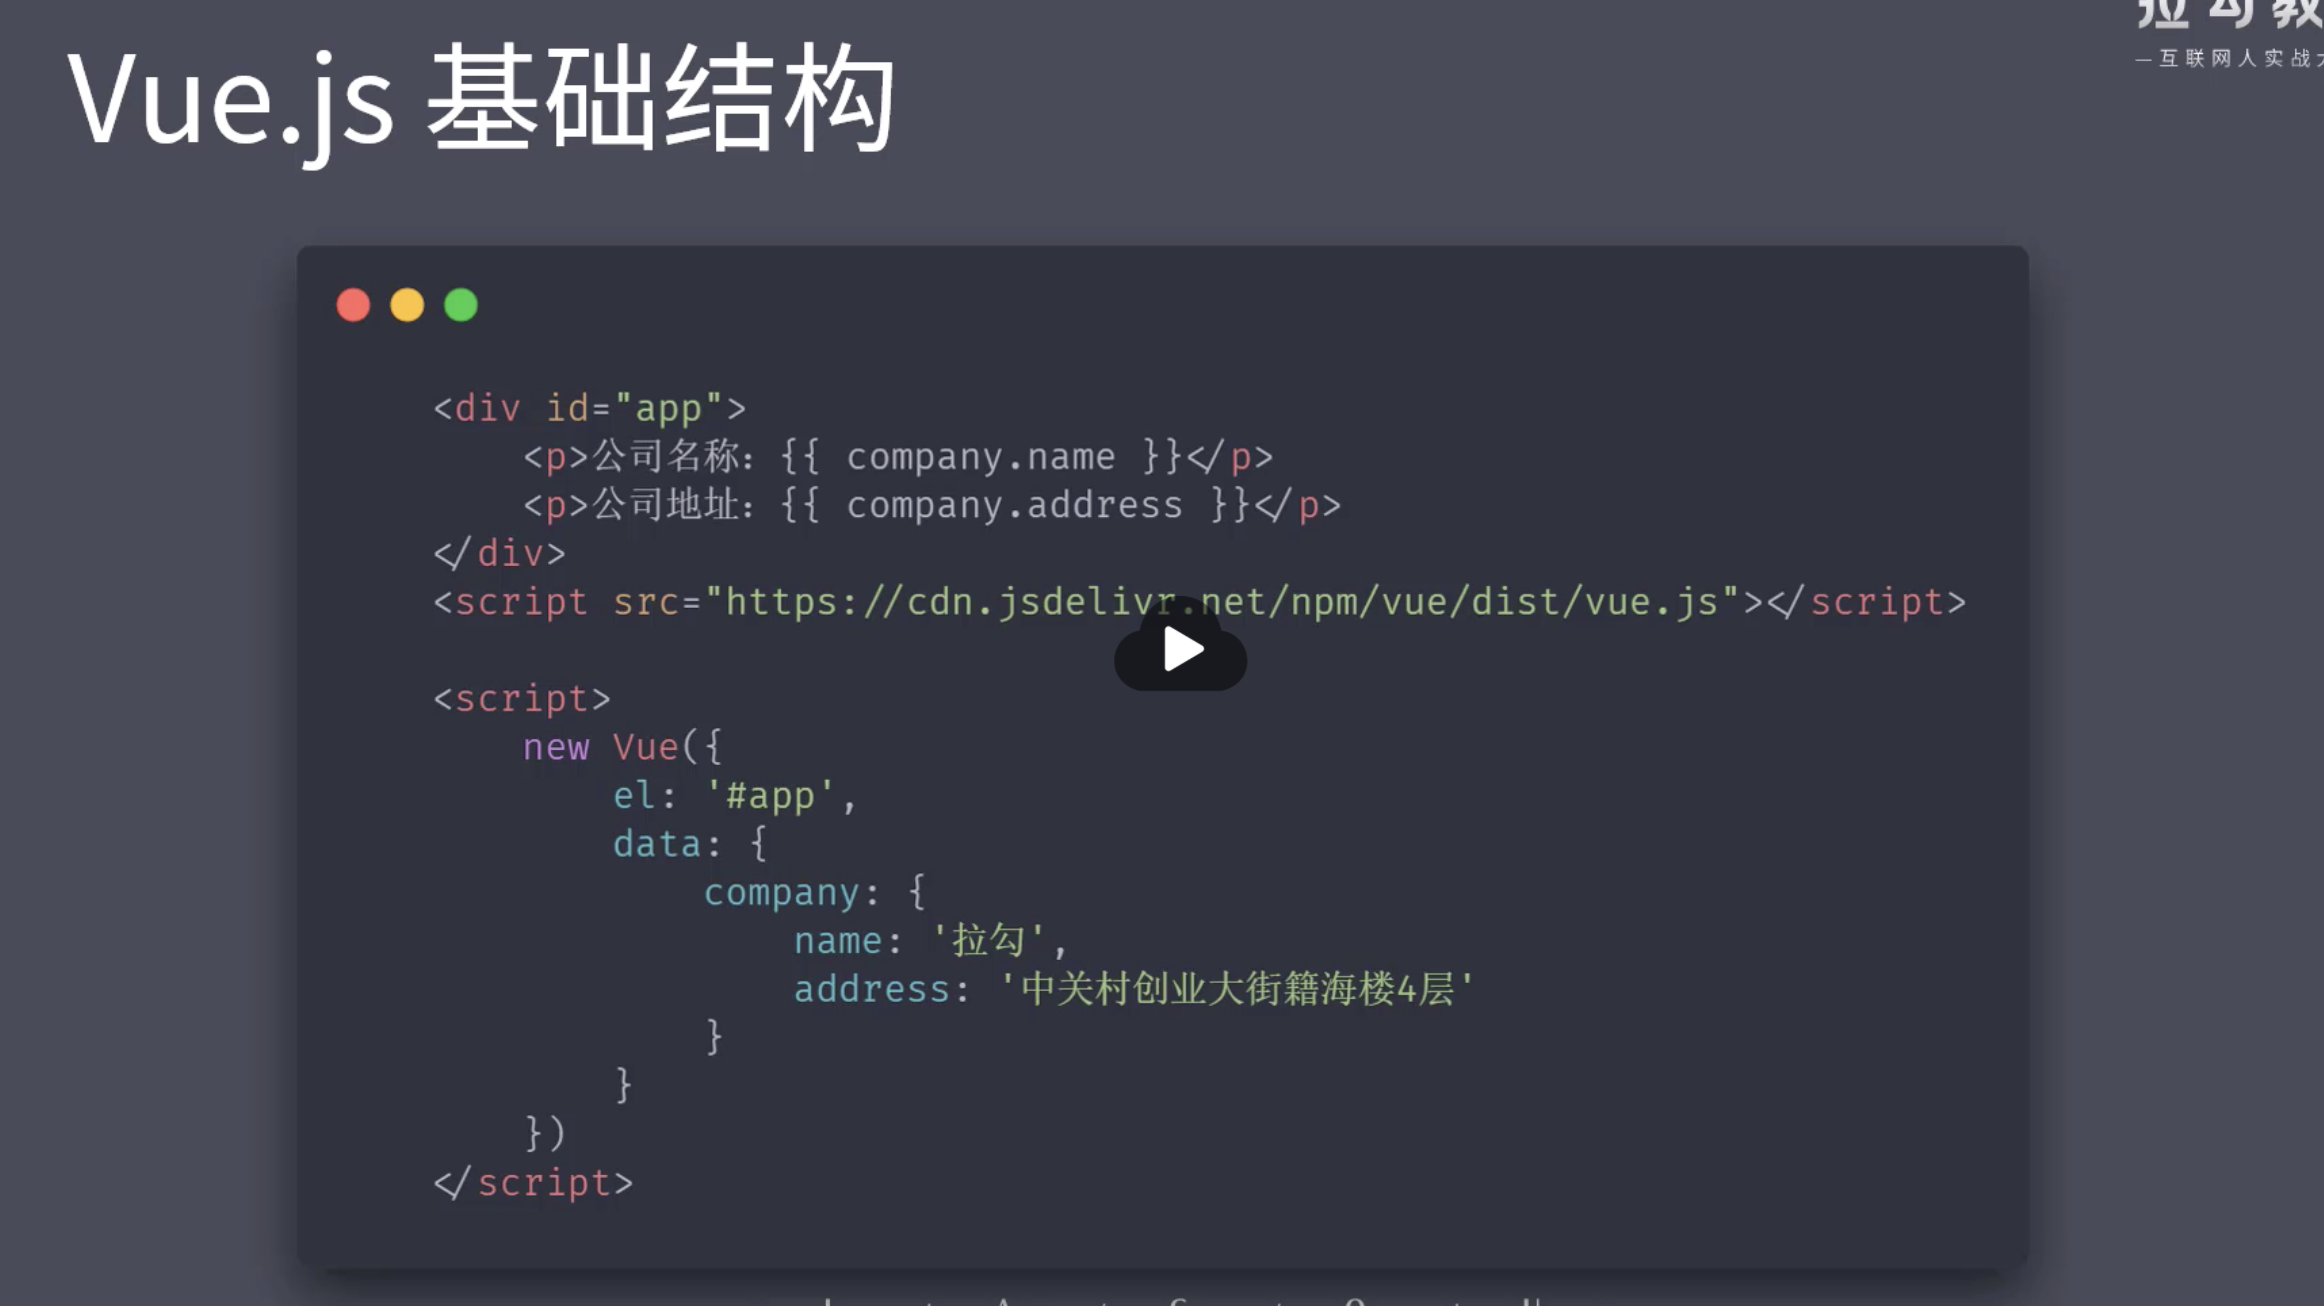 Vue.js 基础结构
拉勾教
—互联网人实战
<div id="app">
    <p>公司名称：{{ company.name }}</p>
    <p>公司地址：{{ company.address }}</p>
</div>
<script src="https://cdn.jsdelivr.net/npm/vue/dist/vue.js"></script>
<script>
    new Vue({
        el: '#app',
        data: {
            company: {
                name: '拉勾',
                address: '中关村创业大街籍海楼4层'
            }
        }
    })
</script>